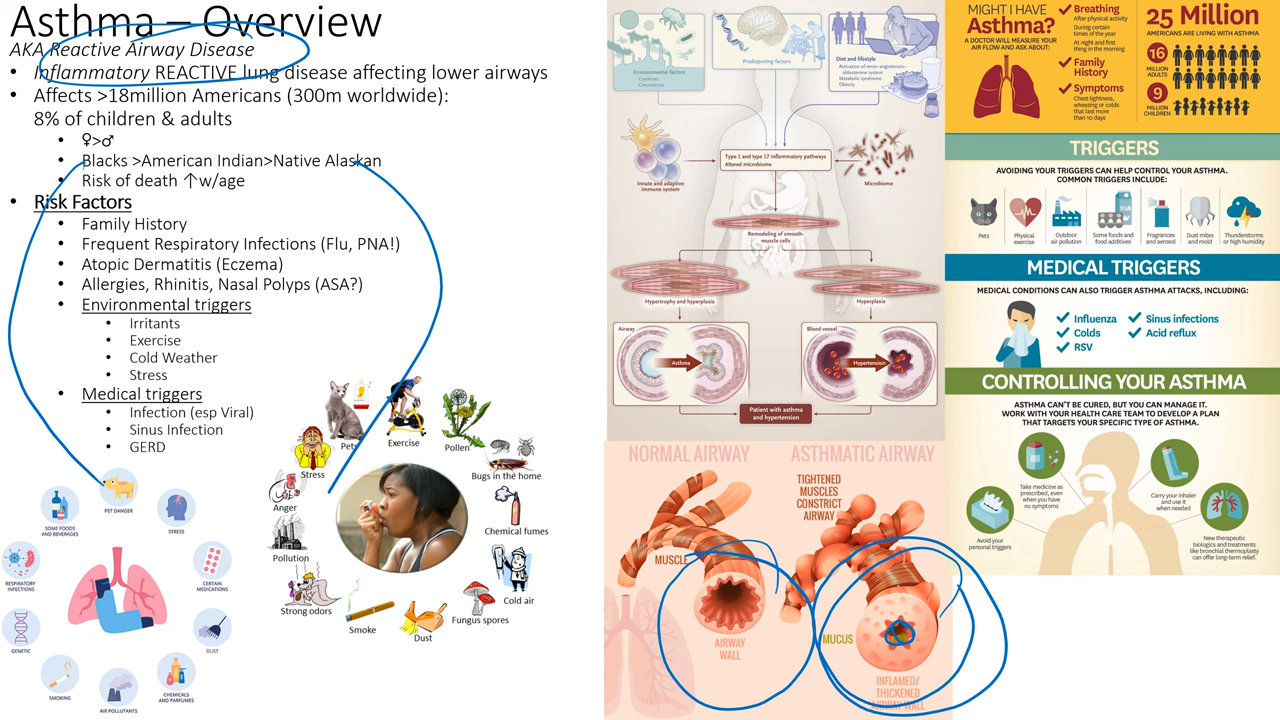 Asthma – Overview
AKA Reactive Airway Disease
• Inflammatory REACTIVE lung disease affecting lower airways
• Affects >18million Americans (300m worldwide):
8% of children & adults
• ♀>♂
• Blacks >American Indian>Native Alaskan
• Risk of death ↑w/age
• Risk Factors
• Family History
• Frequent Respiratory Infections (Flu, PNA!)
• Atopic Dermatitis (Eczema)
• Allergies, Rhinitis, Nasal Polyps (ASA?)
• Environmental triggers
• Irritants
• Exercise
• Cold Weather
• Stress
• Medical triggers
• Infection (esp Viral)
• Sinus Infection
• GERD
PET DANGER
STRESS
CERTAIN
MEDICATIONS
DUST
CHEMICALS
AND PARFUMES
AIR POLLUTANTS
SMOKING
GENETIC
RESPIRATORY
INFECTIONS
SOME FOODS
AND BEVERAGES
Pets
Exercise
Pollen
Bugs in the home
Chemical fumes
Cold air
Fungus spores
Dust
Smoke
Strong odors
Pollution
Anger
Stress
Environmental factors
Cytokines
Chemokines
Predisposing factors
Diet and lifestyle
Activation of renin–angiotensin–
aldosterone system
Metabolic syndrome
Obesity
Innate and adaptive
immune system
Type 1 and type 17 inflammatory pathways
Altered microbiome
Microbiome
Remodeling of smooth-
muscle cells
Hypertrophy and hyperplasia
Hyperplasia
Airway
Asthma
Blood vessel
Hypertension
Patient with asthma
and hypertension
NORMAL AIRWAY
ASTHMATIC AIRWAY
TIGHTENED
MUSCLES
CONSTRICT
AIRWAY
MUSCLE
AIRWAY
WALL
MUCUS
INFLAMED/
THICKENED
AIRWAY WALL
MIGHT I HAVE
Asthma?
A DOCTOR WILL MEASURE YOUR
AIR FLOW AND ASK ABOUT:
Breathing
After physical activity
During certain
times of the year
At night and first
thing in the morning
Family
History
Symptoms
Chest tightness,
wheezing or colds
that last more
than 10 days
25 Million
AMERICANS ARE LIVING WITH ASTHMA
16
MILLION
ADULTS
9
MILLION
CHILDREN
TRIGGERS
AVOIDING YOUR TRIGGERS CAN HELP CONTROL YOUR ASTHMA.
COMMON TRIGGERS INCLUDE:
Pets
Physical
exercise
Outdoor
air pollution
Some foods and
food additives
Fragrances
and aerosol
Dust mites
and mold
Thunderstorms
or high humidity
MEDICAL TRIGGERS
MEDICAL CONDITIONS CAN ALSO TRIGGER ASTHMA ATTACKS, INCLUDING:
Influenza
Colds
RSV
Sinus infections
Acid reflux
CONTROLLING YOUR ASTHMA
ASTHMA CAN'T BE CURED, BUT YOU CAN MANAGE IT.
WORK WITH YOUR HEALTH CARE TEAM TO DEVELOP A PLAN
THAT TARGETS YOUR SPECIFIC TYPE OF ASTHMA.
Take medicine as
prescribed, even
when you have
no symptoms
Carry your inhaler
and use it
when needed
Avoid your
personal triggers
New therapeutic
biologics and treatments
like bronchial thermoplasty
can offer long-term relief.